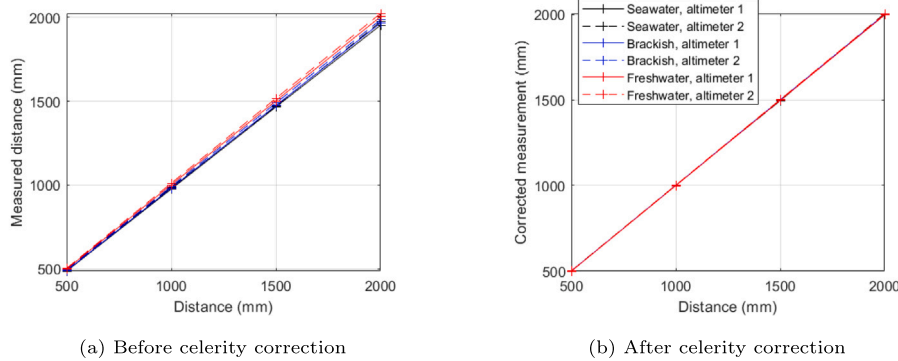 2000
1500
1000
500
Measured distance (mm)
500
1000
1500
2000
Distance (mm)
(a) Before celerity correction
Seawater, altimeter 1
Seawater, altimeter 2
Brackish, altimeter 1
Brackish, altimeter 2
Freshwater, altimeter 1
Freshwater, altimeter 2
2000
1500
1000
500
Corrected measurement (mm)
500
1000
1500
2000
Distance (mm)
(b) After celerity correction